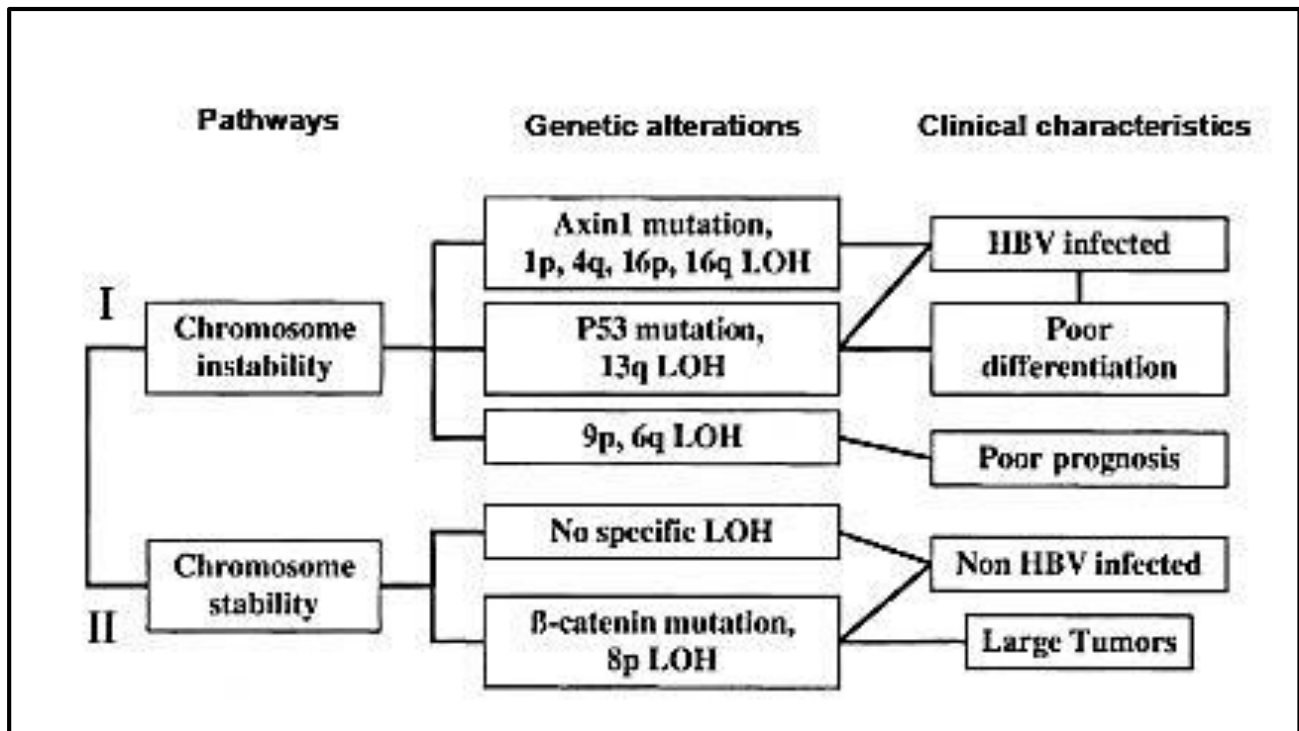 Pathways
Genetic alterations
Clinical characteristics
I
Chromosome
instability
II
Chromosome
stability
Axin1 mutation,
1p, 4q, 16p, 16q LOH
P53 mutation,
13q LOH
9p, 6q LOH
No specific LOH
ß-catenin mutation,
8p LOH
HBV infected
Poor
differentiation
Poor prognosis
Non HBV infected
Large Tumors